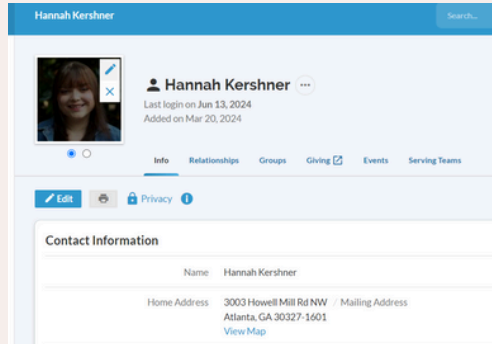 Hannah Kershner
Search...
Hannah Kershner
Last login on Jun 13, 2024
Added on Mar 20, 2024
Info Relationships Groups Giving Events Serving Teams
Edit Privacy
Contact Information
Name Hannah Kershner
Home Address 3003 Howell Mill Rd NW / Mailing Address
Atlanta, GA 30327-1601
View Map